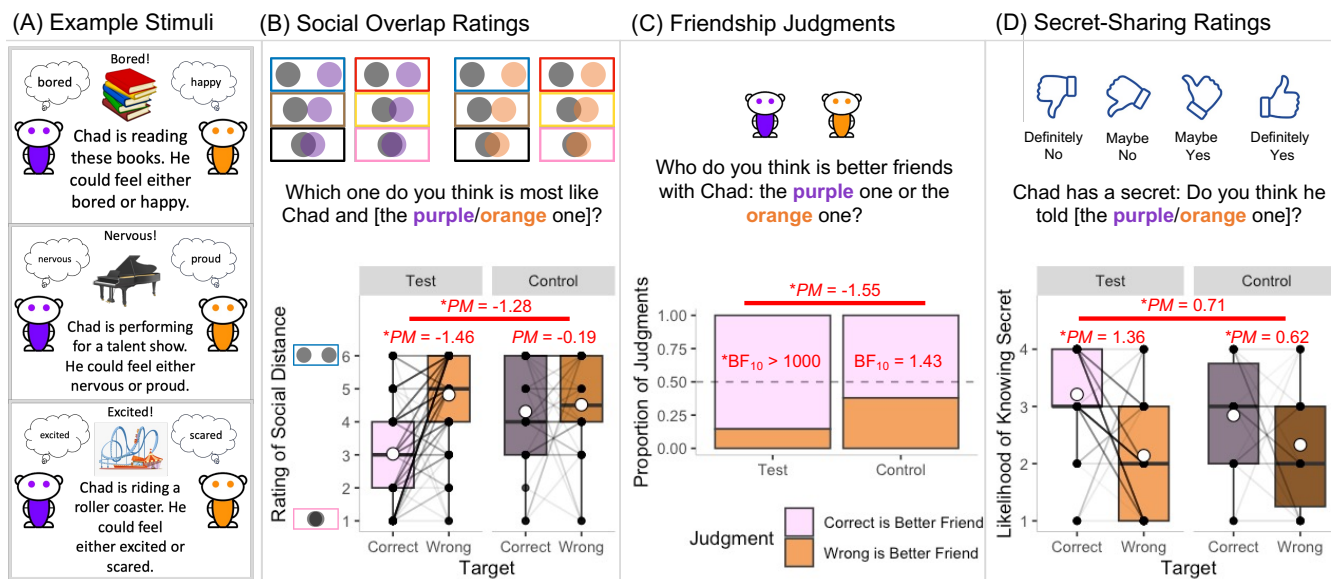 (A) Example Stimuli
Bored!
bored
happy
Chad is reading
these books. He
could feel either
bored or happy.
Nervous!
nervous
proud
Chad is performing
for a talent show.
He could feel either
nervous or proud.
Excited!
excited
scared
Chad is riding a
roller coaster. He
could feel
either excited or
scared.
(B) Social Overlap Ratings
Which one do you think is most like
Chad and [the purple/orange one]?
Test
Control
*PM = -1.28
*PM = -1.46
PM = -0.19
Rating of Social Distance
6
5
4
3
2
1
Correct Wrong
Correct Wrong
Target
(C) Friendship Judgments
Who do you think is better friends
with Chad: the purple one or the
orange one?
*PM = -1.55
*BF10 > 1000
BF10 = 1.43
Proportion of Judgments
1.00
0.75
0.50
0.25
0.00
Test
Control
Judgment
Correct is Better Friend
Wrong is Better Friend
(D) Secret-Sharing Ratings
Definitely
No
Maybe
No
Maybe
Yes
Definitely
Yes
Chad has a secret: Do you think he
told [the purple/orange one]?
Test
Control
*PM = 0.71
*PM = 1.36
*PM = 0.62
Likelihood of Knowing Secret
4
3
2
1
Correct Wrong
Correct Wrong
Target